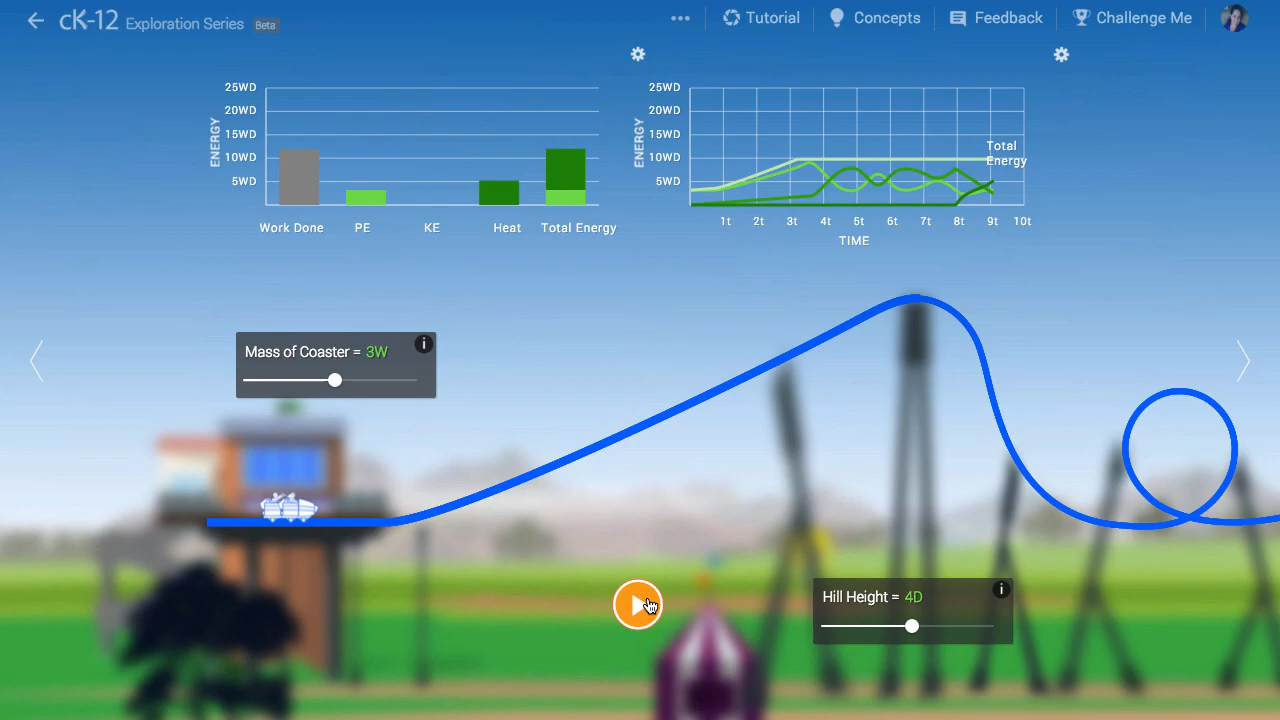 cK-12 Exploration Series Beta
••• Tutorial Concepts Feedback Challenge Me
25WD
20WD
15WD
10WD
5WD
ENERGY
Work Done PE KE Heat Total Energy
25WD
20WD
15WD
10WD
5WD
ENERGY
Total
Energy
1t 2t 3t 4t 5t 6t 7t 8t 9t 10t
TIME
Mass of Coaster = 3W
i
Hill Height = 4D
i